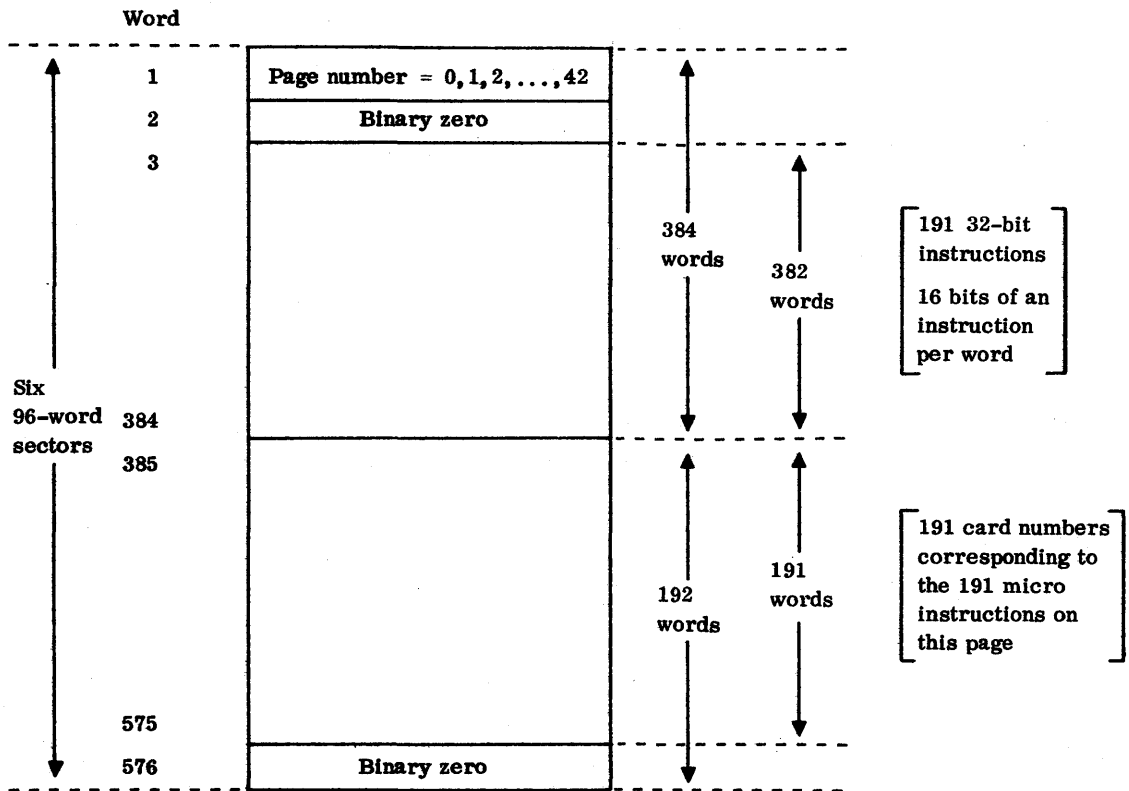 Word
1
Page number = 0,1,2,...,42
2
Binary zero
3
384
words
382
words
191 32-bit
instructions
16 bits of an
instruction
per word
Six
96-word
sectors
384
385
192
words
191
words
191 card numbers
corresponding to
the 191 micro
instructions on
this page
575
576
Binary zero